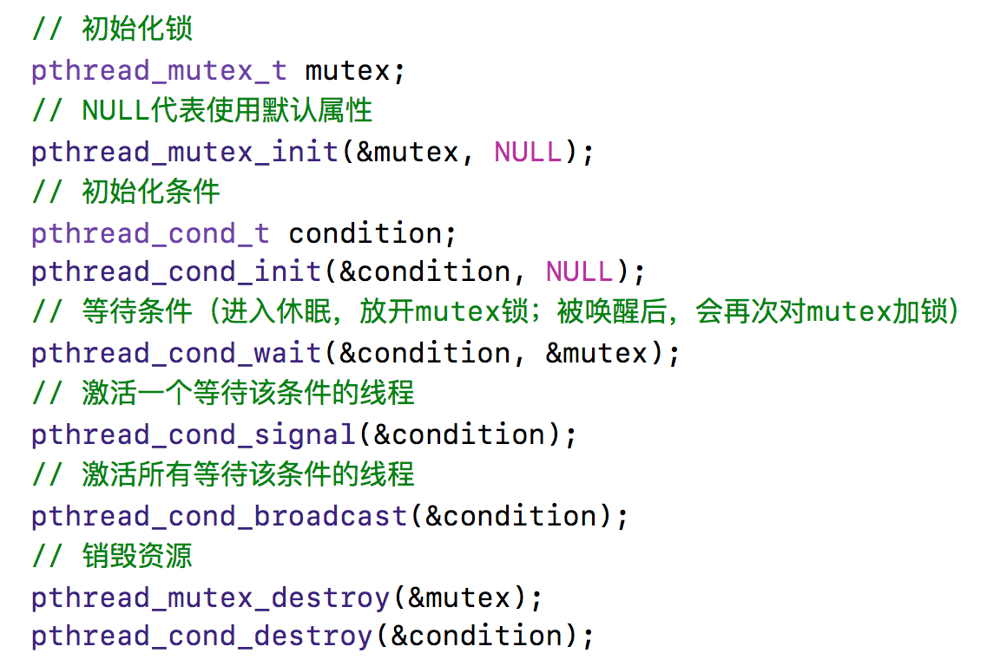 // 初始化锁
pthread_mutex_t mutex;
// NULL代表使用默认属性
pthread_mutex_init(&mutex, NULL);
// 初始化条件
pthread_cond_t condition;
pthread_cond_init(&condition, NULL);
// 等待条件（进入休眠，放开mutex锁；被唤醒后，会再次对mutex加锁）
pthread_cond_wait(&condition, &mutex);
// 激活一个等待该条件的线程
pthread_cond_signal(&condition);
// 激活所有等待该条件的线程
pthread_cond_broadcast(&condition);
// 销毁资源
pthread_mutex_destroy(&mutex);
pthread_cond_destroy(&condition);